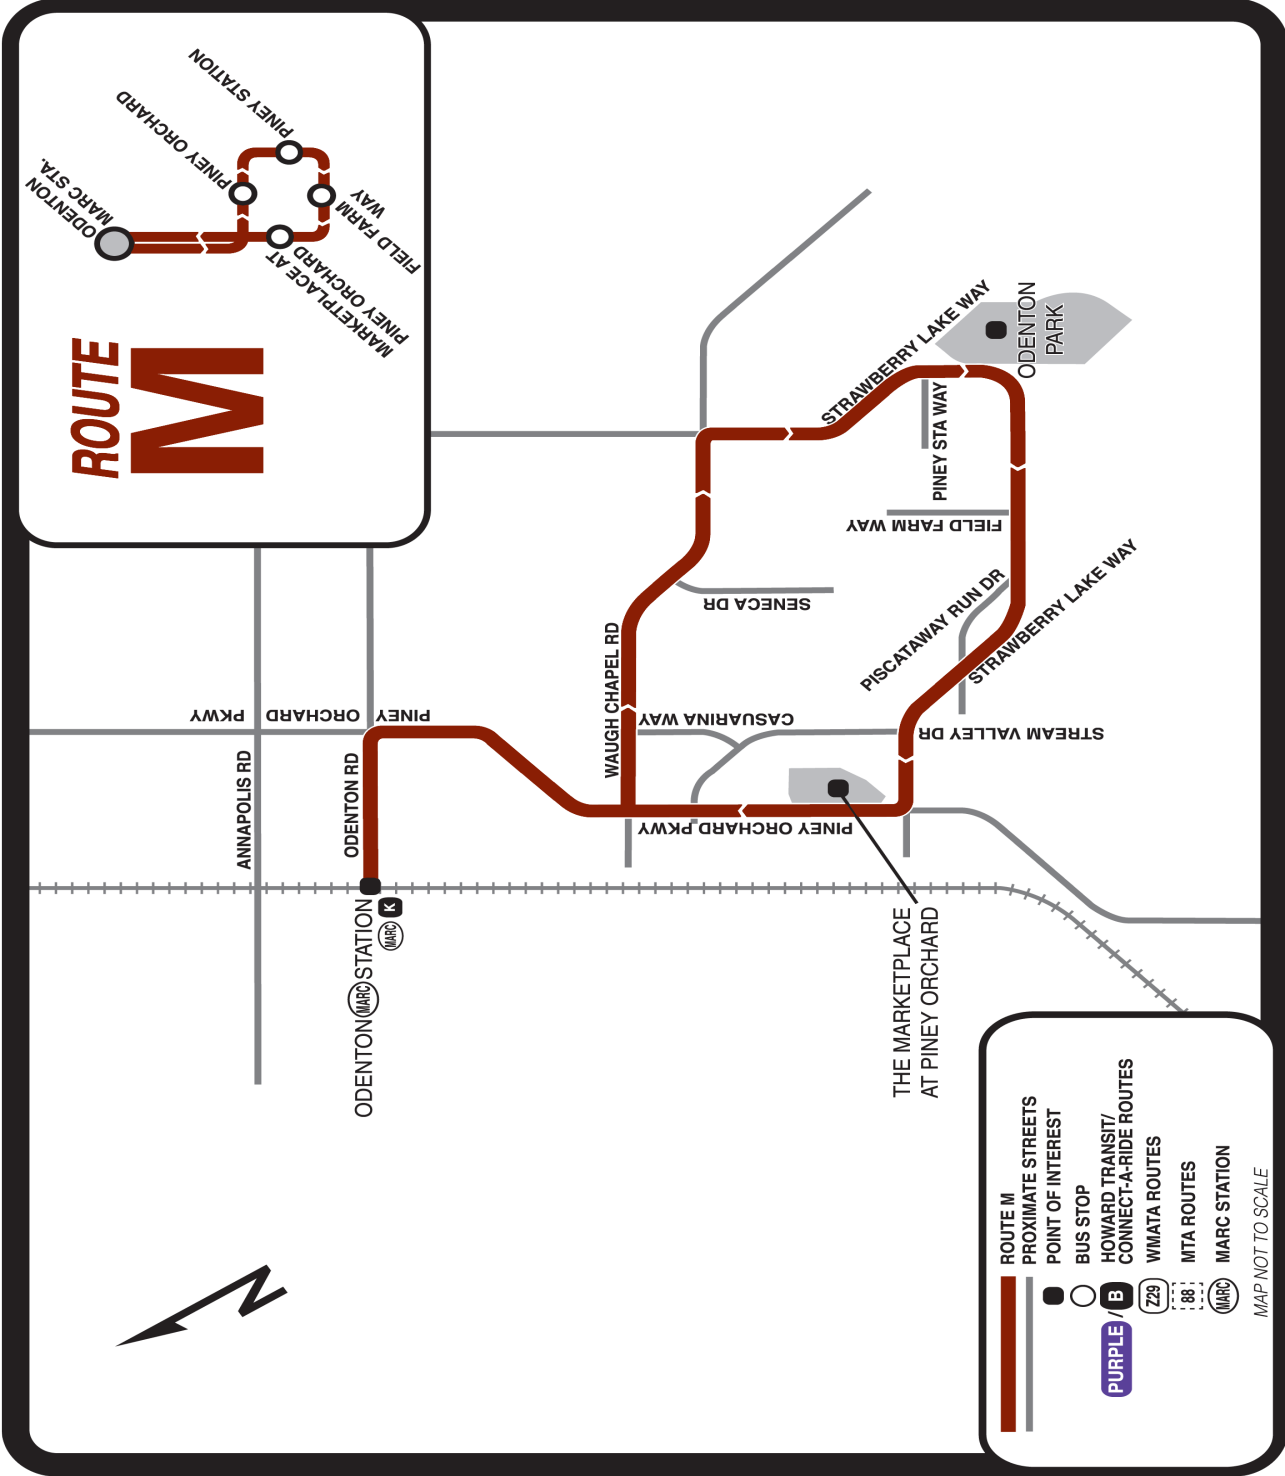 ROUTE
M
ODENTON
MARC STA.
PINEY ORCHARD
PINEY STATION
FIELD FARM
WAY
MARKETPLACE AT
PINEY ORCHARD
ANNAPOLIS RD
PINEY ORCHARD PKWY
ODENTON RD
ODENTON MARC STATION
MARC K
WAUGH CHAPEL RD
SENECA DR
CASUARINA WAY
PINEY ORCHARD PKWY
STRAWBERRY LAKE WAY
PINEY STA WAY
ODENTON
PARK
FIELD FARM WAY
PISCATAWAY RUN DR
STRAWBERRY LAKE WAY
STREAM VALLEY DR
THE MARKETPLACE
AT PINEY ORCHARD
ROUTE M
PROXIMATE STREETS
POINT OF INTEREST
BUS STOP
PURPLE / B HOWARD TRANSIT/
CONNECT-A-RIDE ROUTES
Z29 WMATA ROUTES
88 MTA ROUTES
MARC MARC STATION
MAP NOT TO SCALE
N